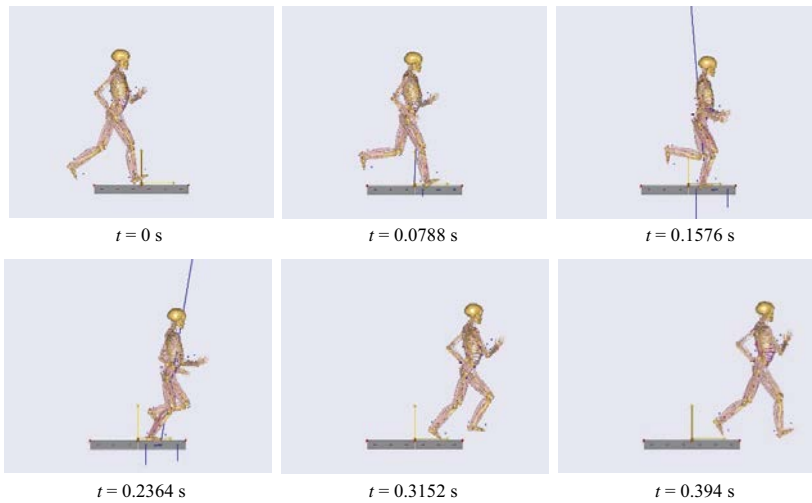 t = 0 s
t = 0.0788 s
t = 0.1576 s
t = 0.2364 s
t = 0.3152 s
t = 0.394 s